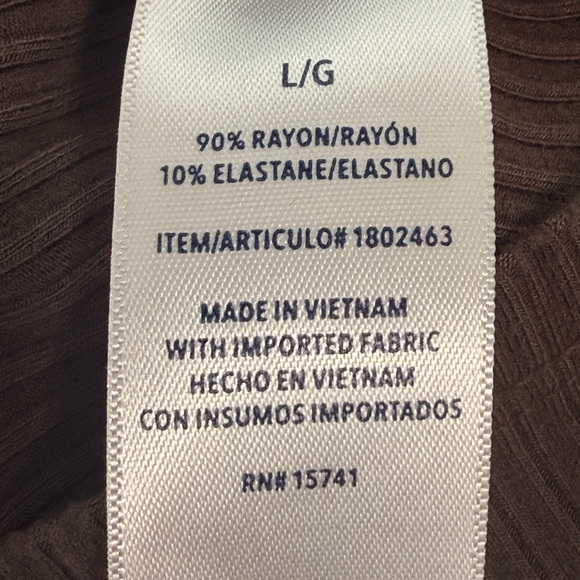 L/G
90% RAYON/RAYÓN
10% ELASTANE/ELASTANO
ITEM/ARTICULO# 1802463
MADE IN VIETNAM
WITH IMPORTED FABRIC
HECHO EN VIETNAM
CON INSUMOS IMPORTADOS
RN# 15741